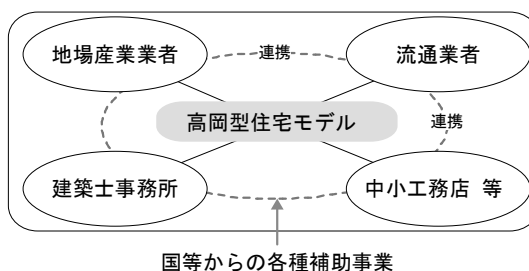 地場産業業者
連携
流通業者
高岡型住宅モデル
連携
建築士事務所
中小工務店 等
国等からの各種補助事業